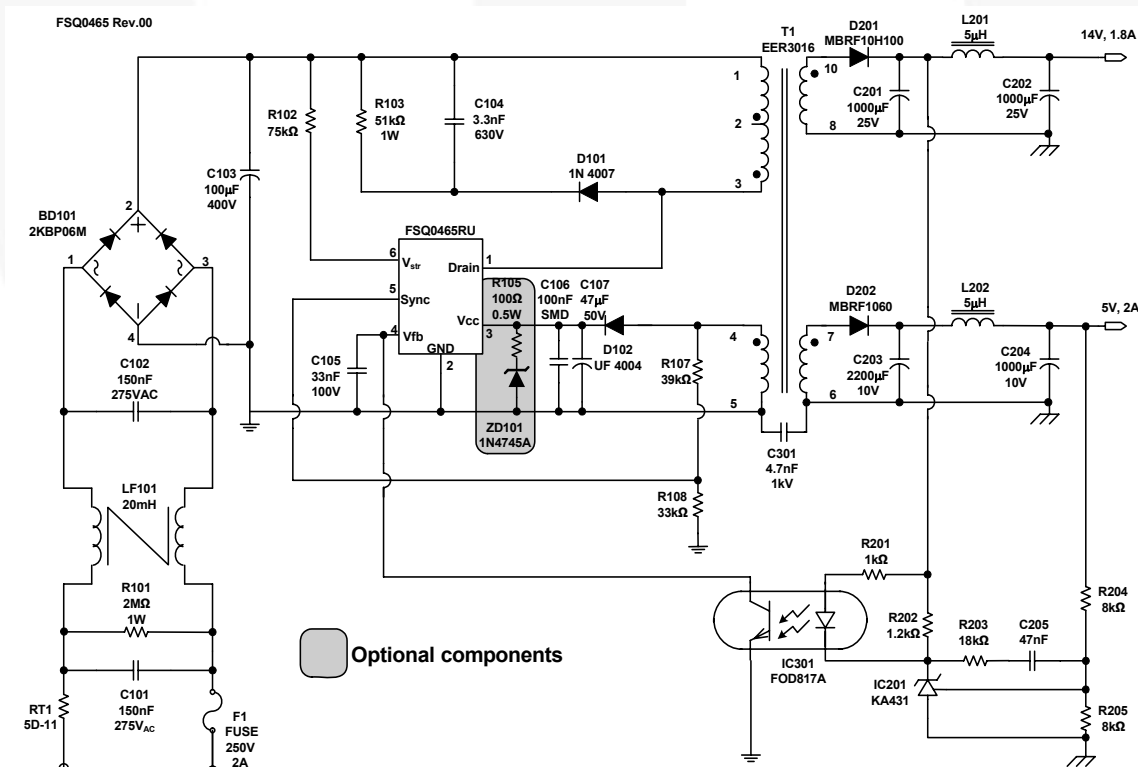 FSQ0465 Rev.00
T1
EER3016
D201
MBRF10H100
L201
5μH
14V, 1.8A
1
2
3
10
8
C201
1000μF
25V
C202
1000μF
25V
R102
75kΩ
R103
51kΩ
1W
C104
3.3nF
630V
D101
1N 4007
C103
100μF
400V
BD101
2KBP06M
2
1
3
4
FSQ0465RU
6
Vstr
5
Sync
4
Vfb
Drain
1
Vcc
3
GND
2
R105
100Ω
0.5W
C106
100nF
SMD
C107
47μF
50V
D102
UF 4004
ZD101
1N4745A
C105
33nF
100V
R107
39kΩ
R108
33kΩ
4
5
7
6
D202
MBRF1060
L202
5μH
5V, 2A
C203
2200μF
10V
C204
1000μF
10V
C301
4.7nF
1kV
C102
150nF
275VAC
LF101
20mH
R101
2MΩ
1W
C101
150nF
275VAC
RT1
5D-11
F1
FUSE
250V
2A
Optional components
IC301
FOD817A
R201
1kΩ
R202
1.2kΩ
R203
18kΩ
C205
47nF
IC201
KA431
R204
8kΩ
R205
8kΩ